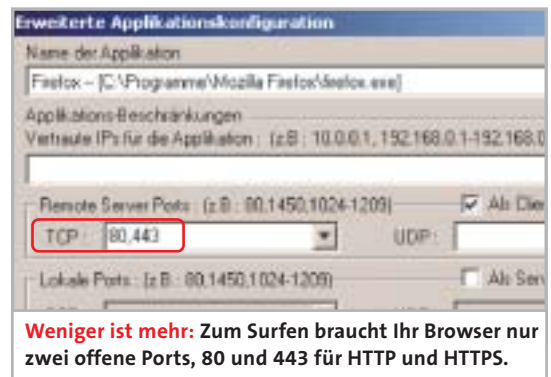 Erweiterte Applikationskonfiguration
Name der Applikation
Firefox – [C:\Programme\Mozilla Firefox\firefox.exe]
Applikations-Beschränkungen
Vertraute IPs für die Applikation : (z.B : 10.0.0.1, 192.168.0.1-192.168.0
Remote Server Ports : (z.B : 80,1450,1024-1209) Als Clie
TCP : 80,443 UDP :
Lokale Ports : (z.B : 80,1450,1024-1209) Als Serv
Weniger ist mehr: Zum Surfen braucht Ihr Browser nur
zwei offene Ports, 80 und 443 für HTTP und HTTPS.